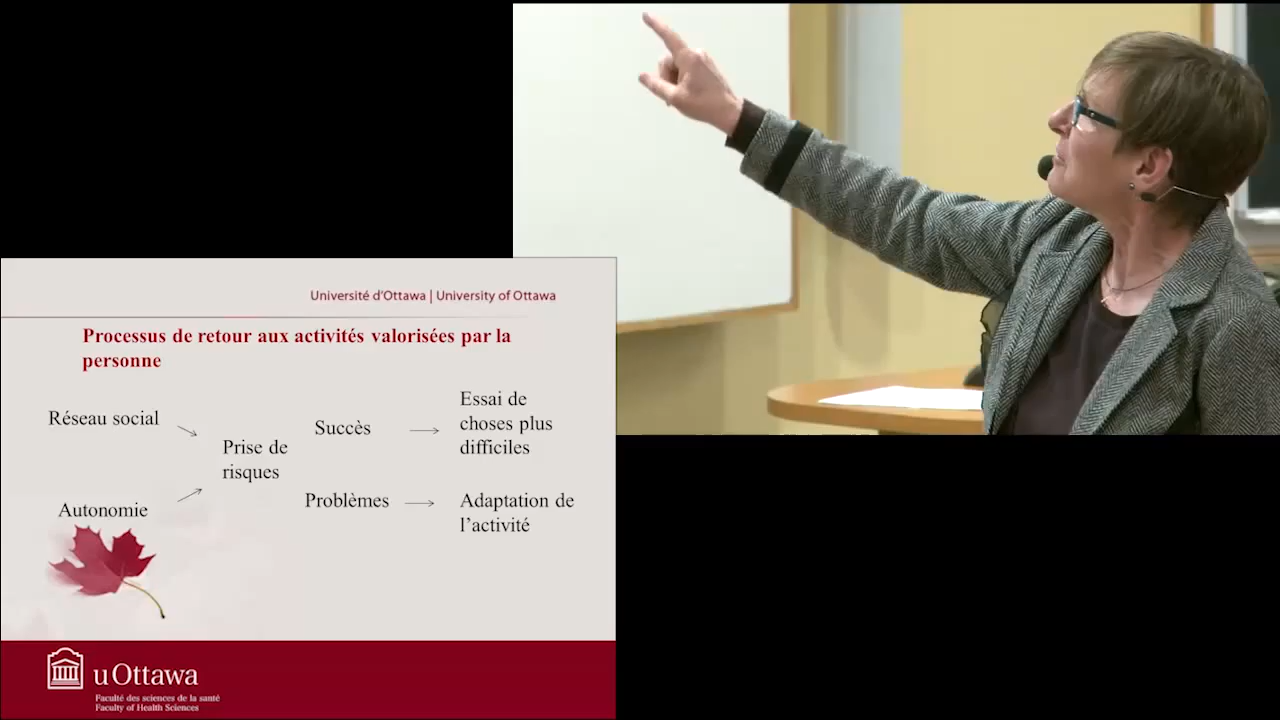 Université d'Ottawa | University of Ottawa
Processus de retour aux activités valorisées par la
personne
Réseau social
Autonomie
Prise de
risques
Succès
Problèmes
Essai de
choses plus
difficiles
Adaptation de
l'activité
uOttawa
Faculté des sciences de la santé
Faculty of Health Sciences